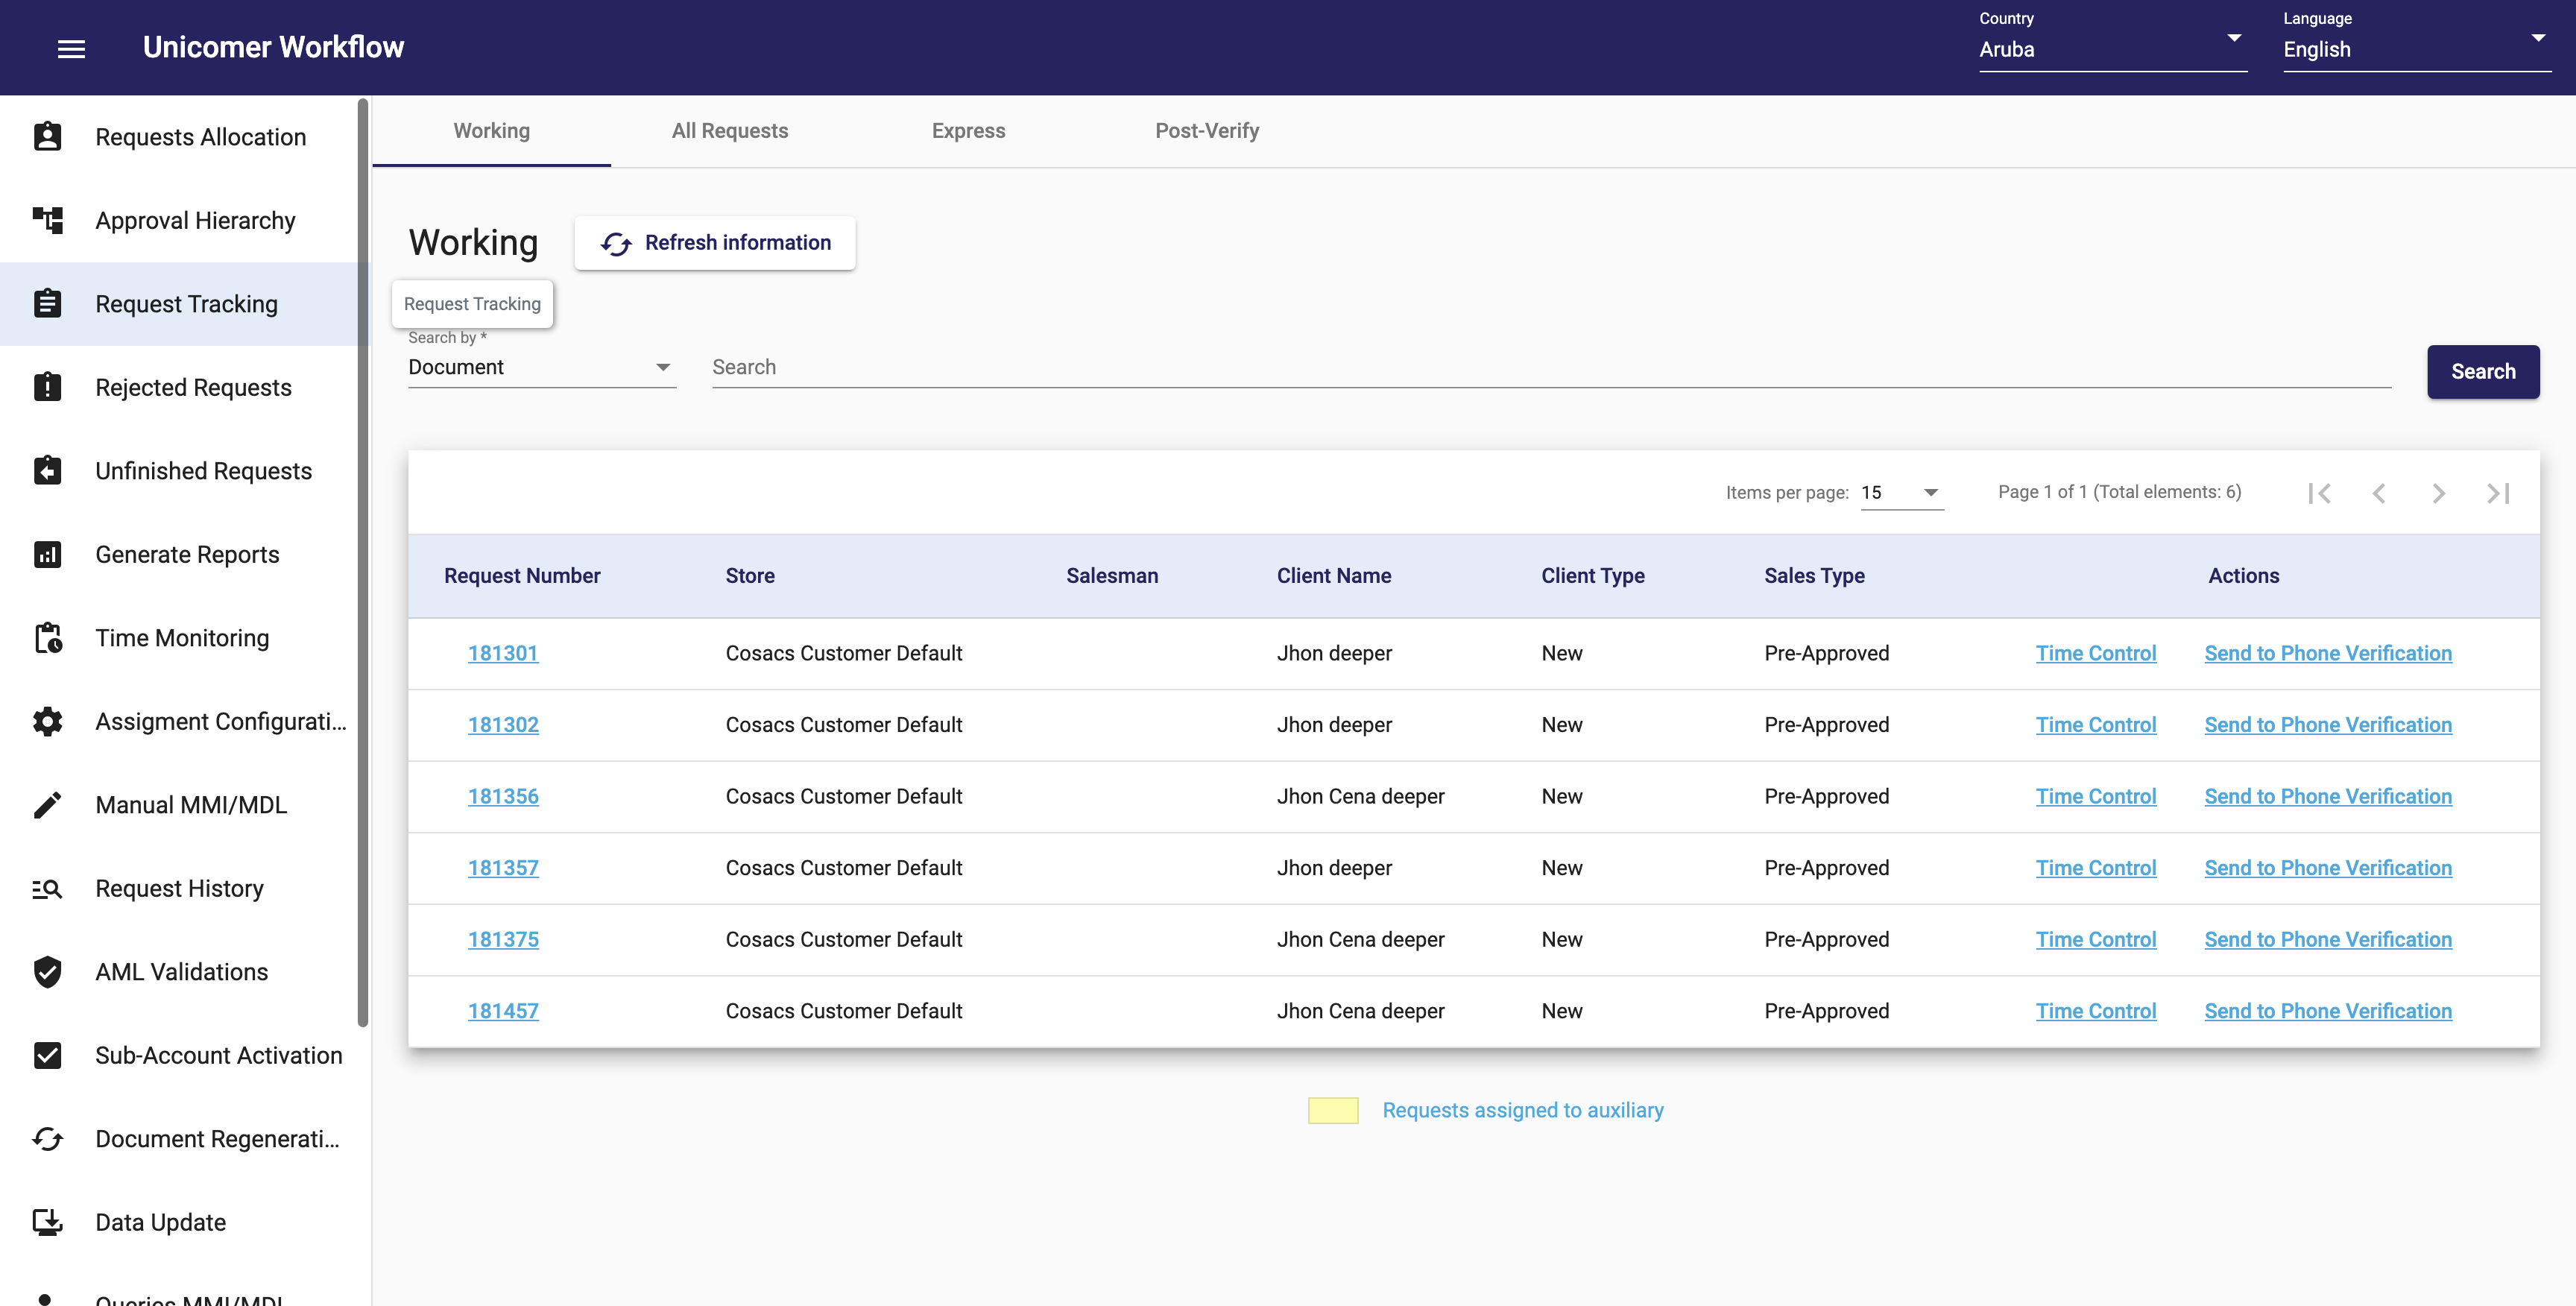 Unicomer Workflow
Country
Aruba
Language
English
Requests Allocation
Approval Hierarchy
Request Tracking
Rejected Requests
Unfinished Requests
Generate Reports
Time Monitoring
Assigment Configurati...
Manual MMI/MDL
Request History
AML Validations
Sub-Account Activation
Document Regenerati...
Data Update
Queries MMI/MDL
Working All Requests Express Post-Verify
Working
Refresh information
Request Tracking
Search by *
Document
Search
Search
Items per page: 15 Page 1 of 1 (Total elements: 6)
Request Number Store Salesman Client Name Client Type Sales Type Actions
181301 Cosacs Customer Default Jhon deeper New Pre-Approved Time Control Send to Phone Verification
181302 Cosacs Customer Default Jhon deeper New Pre-Approved Time Control Send to Phone Verification
181356 Cosacs Customer Default Jhon Cena deeper New Pre-Approved Time Control Send to Phone Verification
181357 Cosacs Customer Default Jhon deeper New Pre-Approved Time Control Send to Phone Verification
181375 Cosacs Customer Default Jhon Cena deeper New Pre-Approved Time Control Send to Phone Verification
181457 Cosacs Customer Default Jhon Cena deeper New Pre-Approved Time Control Send to Phone Verification
Requests assigned to auxiliary